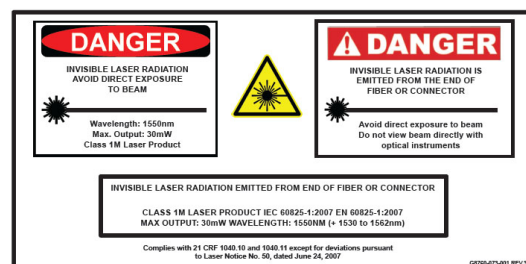 DANGER
INVISIBLE LASER RADIATION
AVOID DIRECT EXPOSURE
TO BEAM
Wavelength: 1550nm
Max. Output: 30mW
Class 1M Laser Product
DANGER
INVISIBLE LASER RADIATION IS
EMITTED FROM THE END OF
FIBER OR CONNECTOR
Avoid direct exposure to beam
Do not view beam directly with
optical instruments
INVISIBLE LASER RADIATION EMITTED FROM END OF FIBER OR CONNECTOR
CLASS 1M LASER PRODUCT IEC 60825-1:2007 EN 60825-1:2007
MAX OUTPUT: 30mW WAVELENGTH: 1550NM (+ 1530 to 1562nm)
Complies with 21 CRF 1040.10 and 1040.11 except for deviations pursuant
to Laser Notice No. 50, dated June 24, 2007